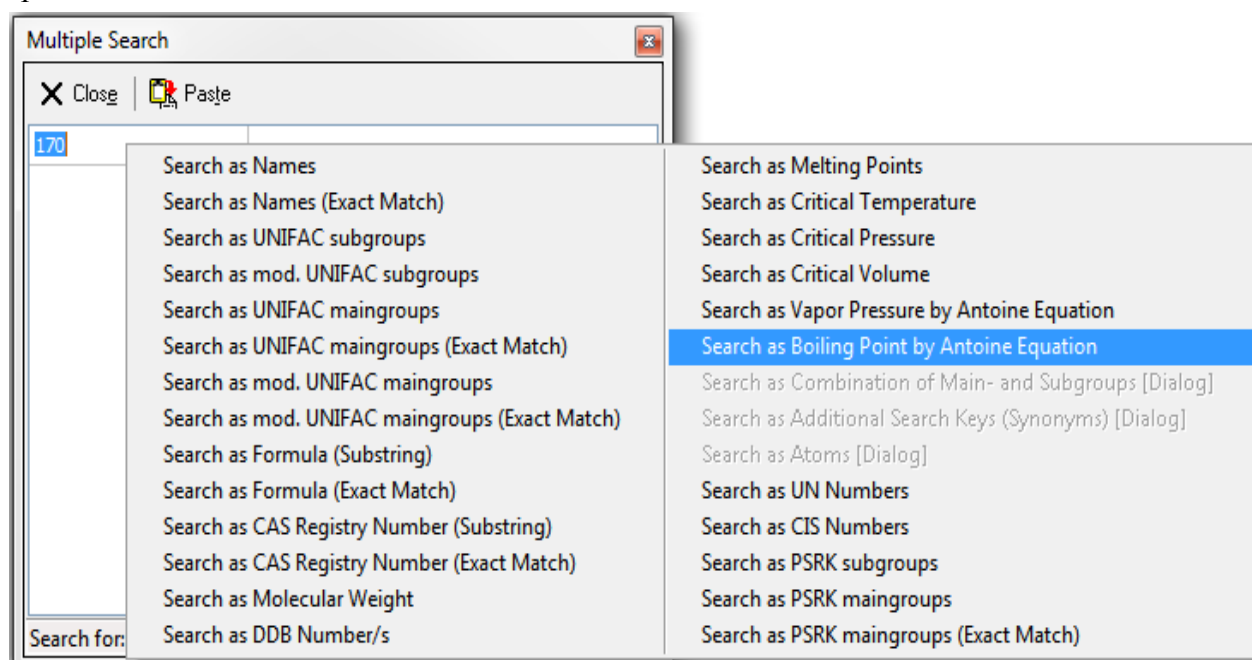 Multiple Search
Close Paste
170
Search as Names
Search as Names (Exact Match)
Search as UNIFAC subgroups
Search as mod. UNIFAC subgroups
Search as UNIFAC maingroups
Search as UNIFAC maingroups (Exact Match)
Search as mod. UNIFAC maingroups
Search as mod. UNIFAC maingroups (Exact Match)
Search as Formula (Substring)
Search as Formula (Exact Match)
Search as CAS Registry Number (Substring)
Search as CAS Registry Number (Exact Match)
Search as Molecular Weight
Search as DDB Number/s
Search as Melting Points
Search as Critical Temperature
Search as Critical Pressure
Search as Critical Volume
Search as Vapor Pressure by Antoine Equation
Search as Boiling Point by Antoine Equation
Search as Combination of Main- and Subgroups [Dialog]
Search as Additional Search Keys (Synonyms) [Dialog]
Search as Atoms [Dialog]
Search as UN Numbers
Search as CIS Numbers
Search as PSRK subgroups
Search as PSRK maingroups
Search as PSRK maingroups (Exact Match)
Search for: